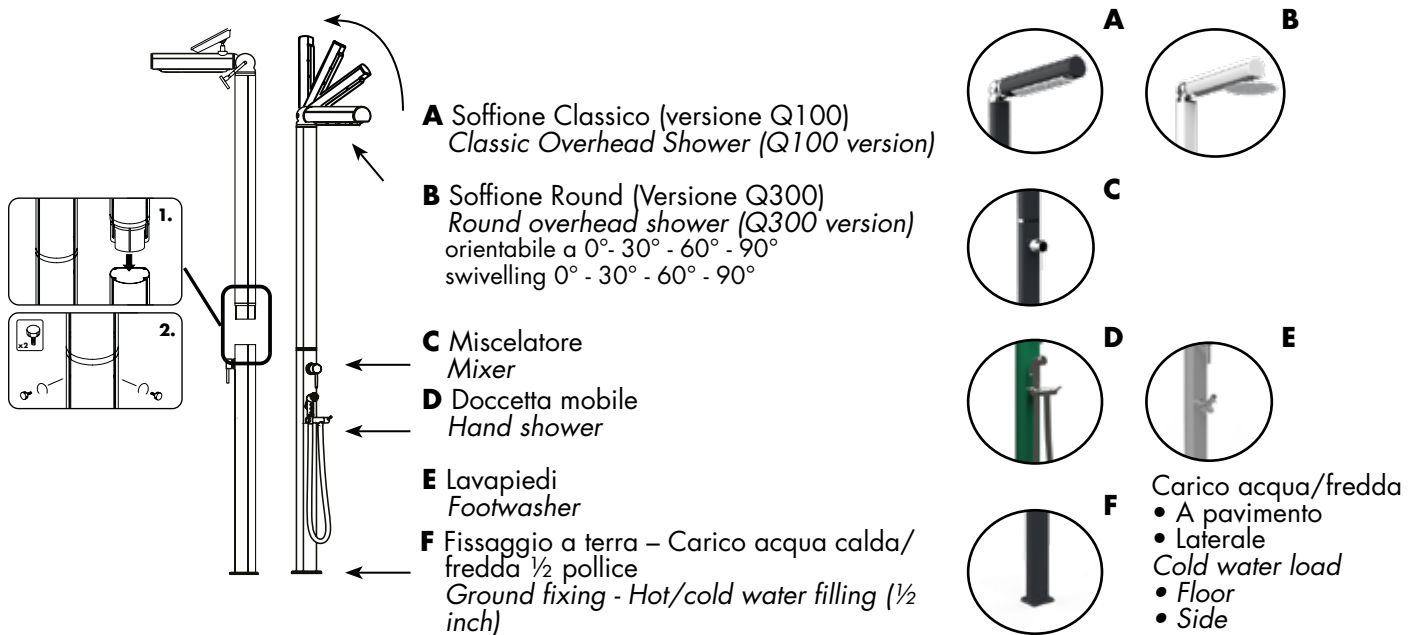 1.
2.
x2
A Soffione Classico (versione Q100)
Classic Overhead Shower (Q100 version)
B Soffione Round (Versione Q300)
Round overhead shower (Q300 version)
orientabile a 0°- 30° - 60° - 90°
swivelling 0° - 30° - 60° - 90°
C Miscelatore
Mixer
D Doccetta mobile
Hand shower
E Lavapiedi
Footwasher
F Fissaggio a terra – Carico acqua calda/
fredda ½ pollice
Ground fixing - Hot/cold water filling (½
inch)
A
B
C
D
E
F
Carico acqua/fredda
• A pavimento
• Laterale
Cold water load
• Floor
• Side